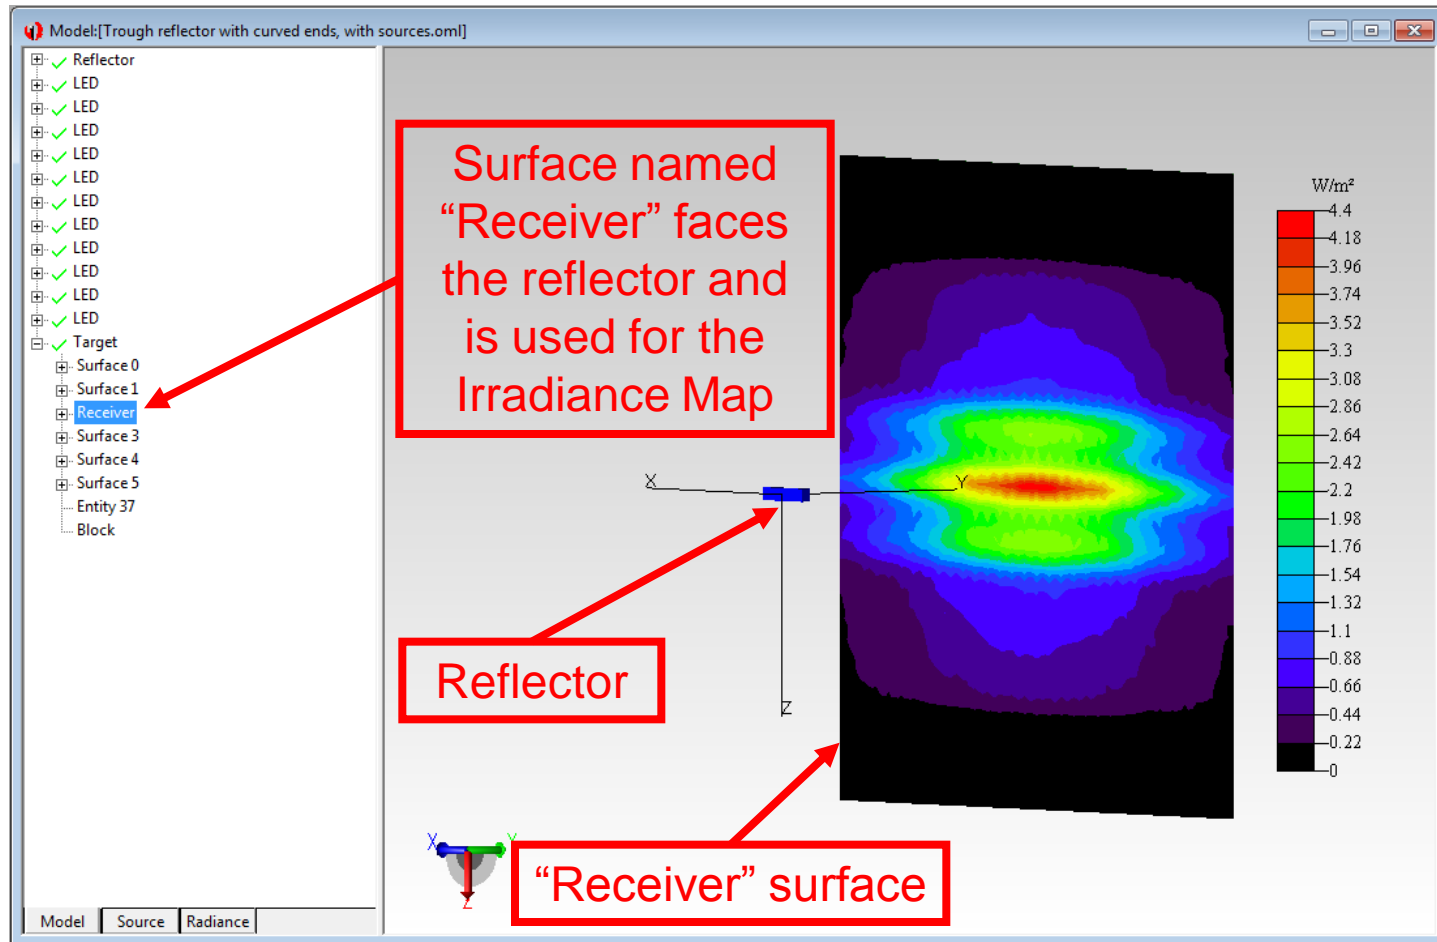 Model:[Trough reflector with curved ends, with sources.oml]
Reflector
LED
LED
LED
LED
LED
LED
LED
LED
LED
LED
LED
Target
Surface 0
Surface 1
Receiver
Surface 3
Surface 4
Surface 5
Entity 37
Block
Model Source Radiance
Surface named
“Receiver” faces
the reflector and
is used for the
Irradiance Map
X
Y
Z
Reflector
“Receiver” surface
X
Y
Z
W/m²
4.4
4.18
3.96
3.74
3.52
3.3
3.08
2.86
2.64
2.42
2.2
1.98
1.76
1.54
1.32
1.1
0.88
0.66
0.44
0.22
0